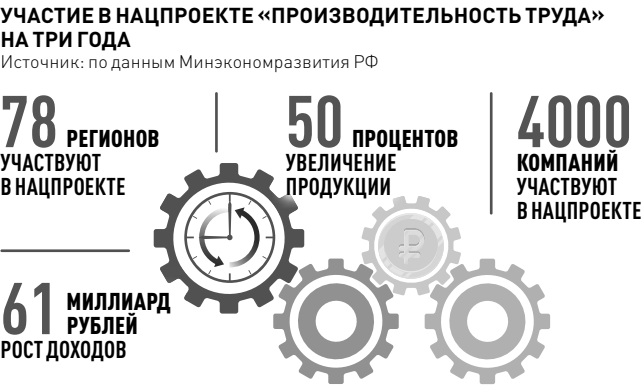 УЧАСТИЕ В НАЦПРОЕКТЕ «ПРОИЗВОДИТЕЛЬНОСТЬ ТРУДА»
НА ТРИ ГОДА
Источник: по данным Минэкономразвития РФ
78 РЕГИОНОВ
УЧАСТВУЮТ
В НАЦПРОЕКТЕ
50 ПРОЦЕНТОВ
УВЕЛИЧЕНИЕ
ПРОДУКЦИИ
4000
КОМПАНИЙ
УЧАСТВУЮТ
В НАЦПРОЕКТЕ
61 МИЛЛИАРД
РУБЛЕЙ
РОСТ ДОХОДОВ
₽